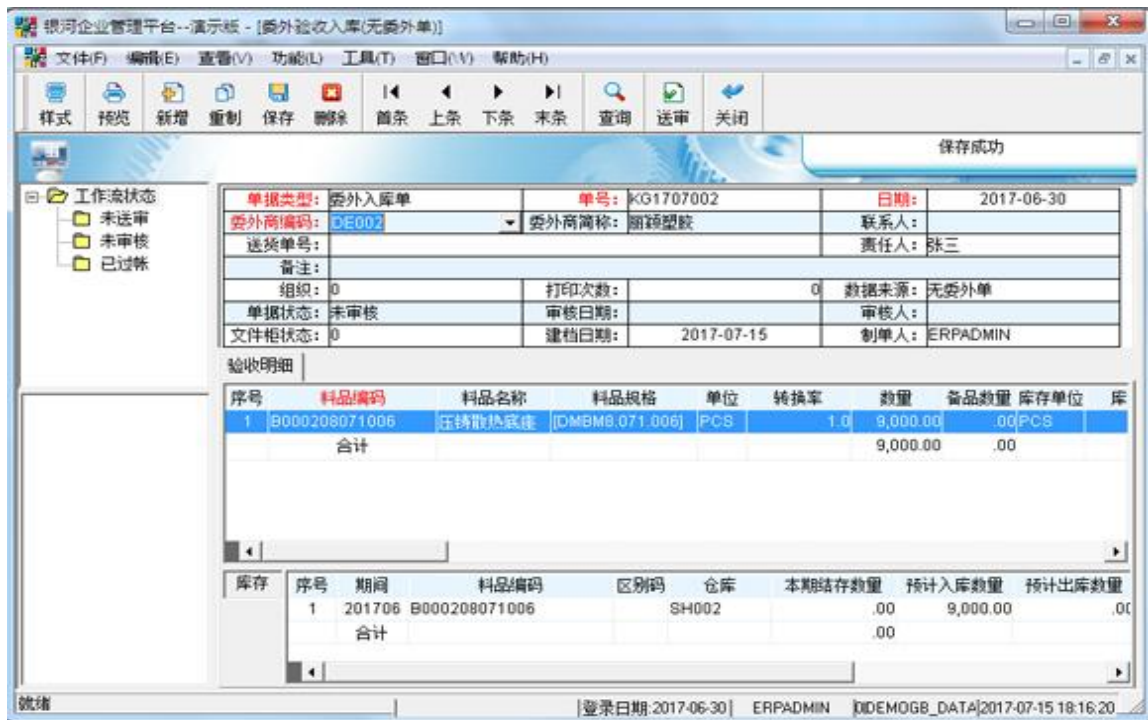 银河企业管理平台--演示版 - [委外验收入库(无委外单)]
文件(F) 编辑(E) 查看(V) 功能(L) 工具(T) 窗口(W) 帮助(H)
样式 预览 新增 重制 保存 删除 首条 上条 下条 末条 查询 送审 关闭
保存成功
工作流状态
未送审
未审核
已过帐
单据类型: 委外入库单 单号: KG1707002 日期: 2017-06-30
委外商编码: DE002 委外商简称: 丽颖塑胶 联系人:
送货单号: 责任人: 张三
备注:
组织: 0 打印次数: 0 数据来源: 无委外单
单据状态: 未审核 审核日期: 审核人:
文件柜状态: 0 建档日期: 2017-07-15 制单人: ERPADMIN
验收明细
序号 料品编码 料品名称 料品规格 单位 转换率 数量 备品数量 库存单位 库
1 B000208071006 压铸散热底座 [DMBM8.071.006] PCS 1.0 9,000.00 .00 PCS
合计 9,000.00 .00
库存 序号 期间 料品编码 区别码 仓库 本期结存数量 预计入库数量 预计出库数量
1 201706 B000208071006 SH002 .00 9,000.00 .00
合计 .00
就绪 登录日期:2017-06-30 ERPADMIN 2017-07-15 18:16:20